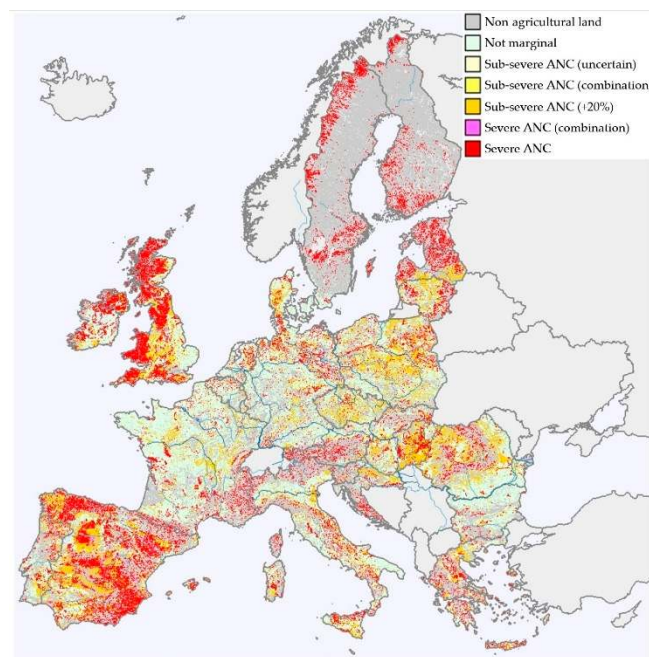 Non agricultural land
Not marginal
Sub-severe ANC (uncertain)
Sub-severe ANC (combination
Sub-severe ANC (+20%)
Severe ANC (combination)
Severe ANC